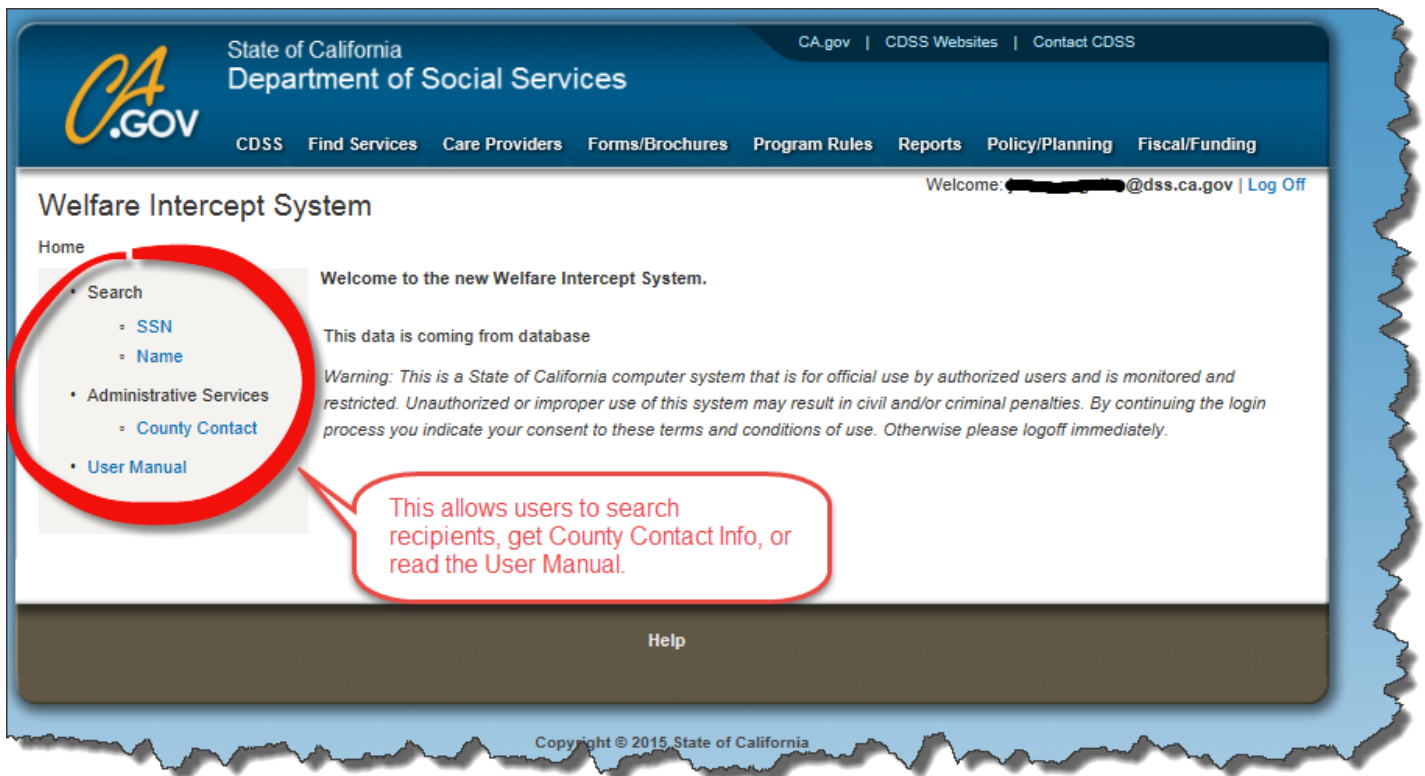 CA.GOV
State of California
Department of Social Services
CA.gov | CDSS Websites | Contact CDSS
CDSS Find Services Care Providers Forms/Brochures Program Rules Reports Policy/Planning Fiscal/Funding
Welcome: @dss.ca.gov | Log Off
Welfare Intercept System
Home
• Search
◦ SSN
◦ Name
• Administrative Services
◦ County Contact
• User Manual
Welcome to the new Welfare Intercept System.
This data is coming from database
Warning: This is a State of California computer system that is for official use by authorized users and is monitored and
restricted. Unauthorized or improper use of this system may result in civil and/or criminal penalties. By continuing the login
process you indicate your consent to these terms and conditions of use. Otherwise please logoff immediately.
This allows users to search
recipients, get County Contact Info, or
read the User Manual.
Help
Copyright © 2015 State of California